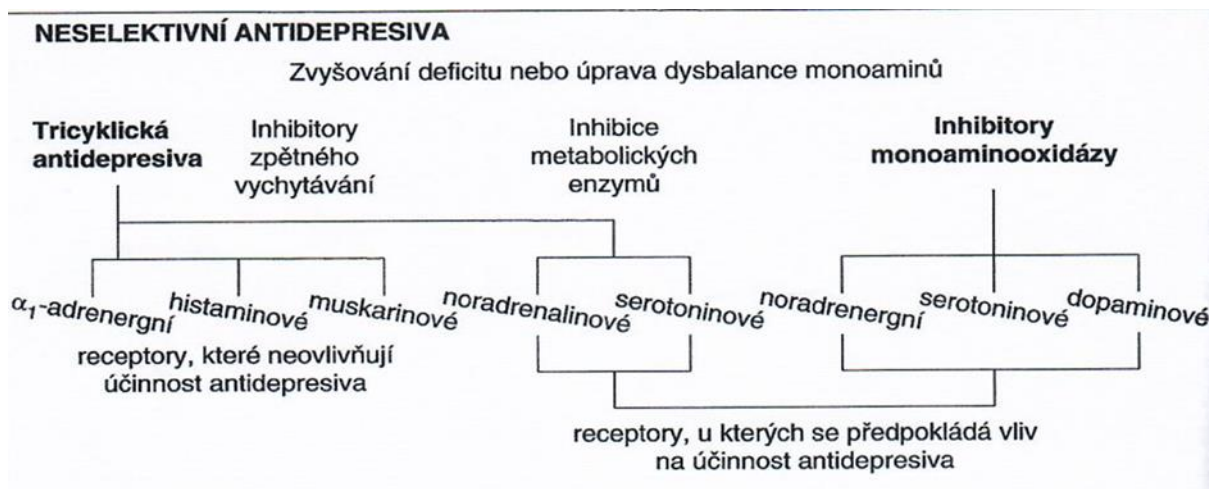 NESELEKTIVNÍ ANTIDEPRESIVA
Zvyšování deficitu nebo úprava dysbalance monoaminů
Tricyklická
antidepresiva
Inhibitory
zpětného
vychytávání
Inhibice
metabolických
enzymů
Inhibitory
monoaminooxidázy
α1-adrenergní
histaminové
muskarinové
noradrenalinové
serotoninové
noradrenergní
serotoninové
dopaminové
receptory, které neovlivňují
účinnost antidepresiva
receptory, u kterých se předpokládá vliv
na účinnost antidepresiva